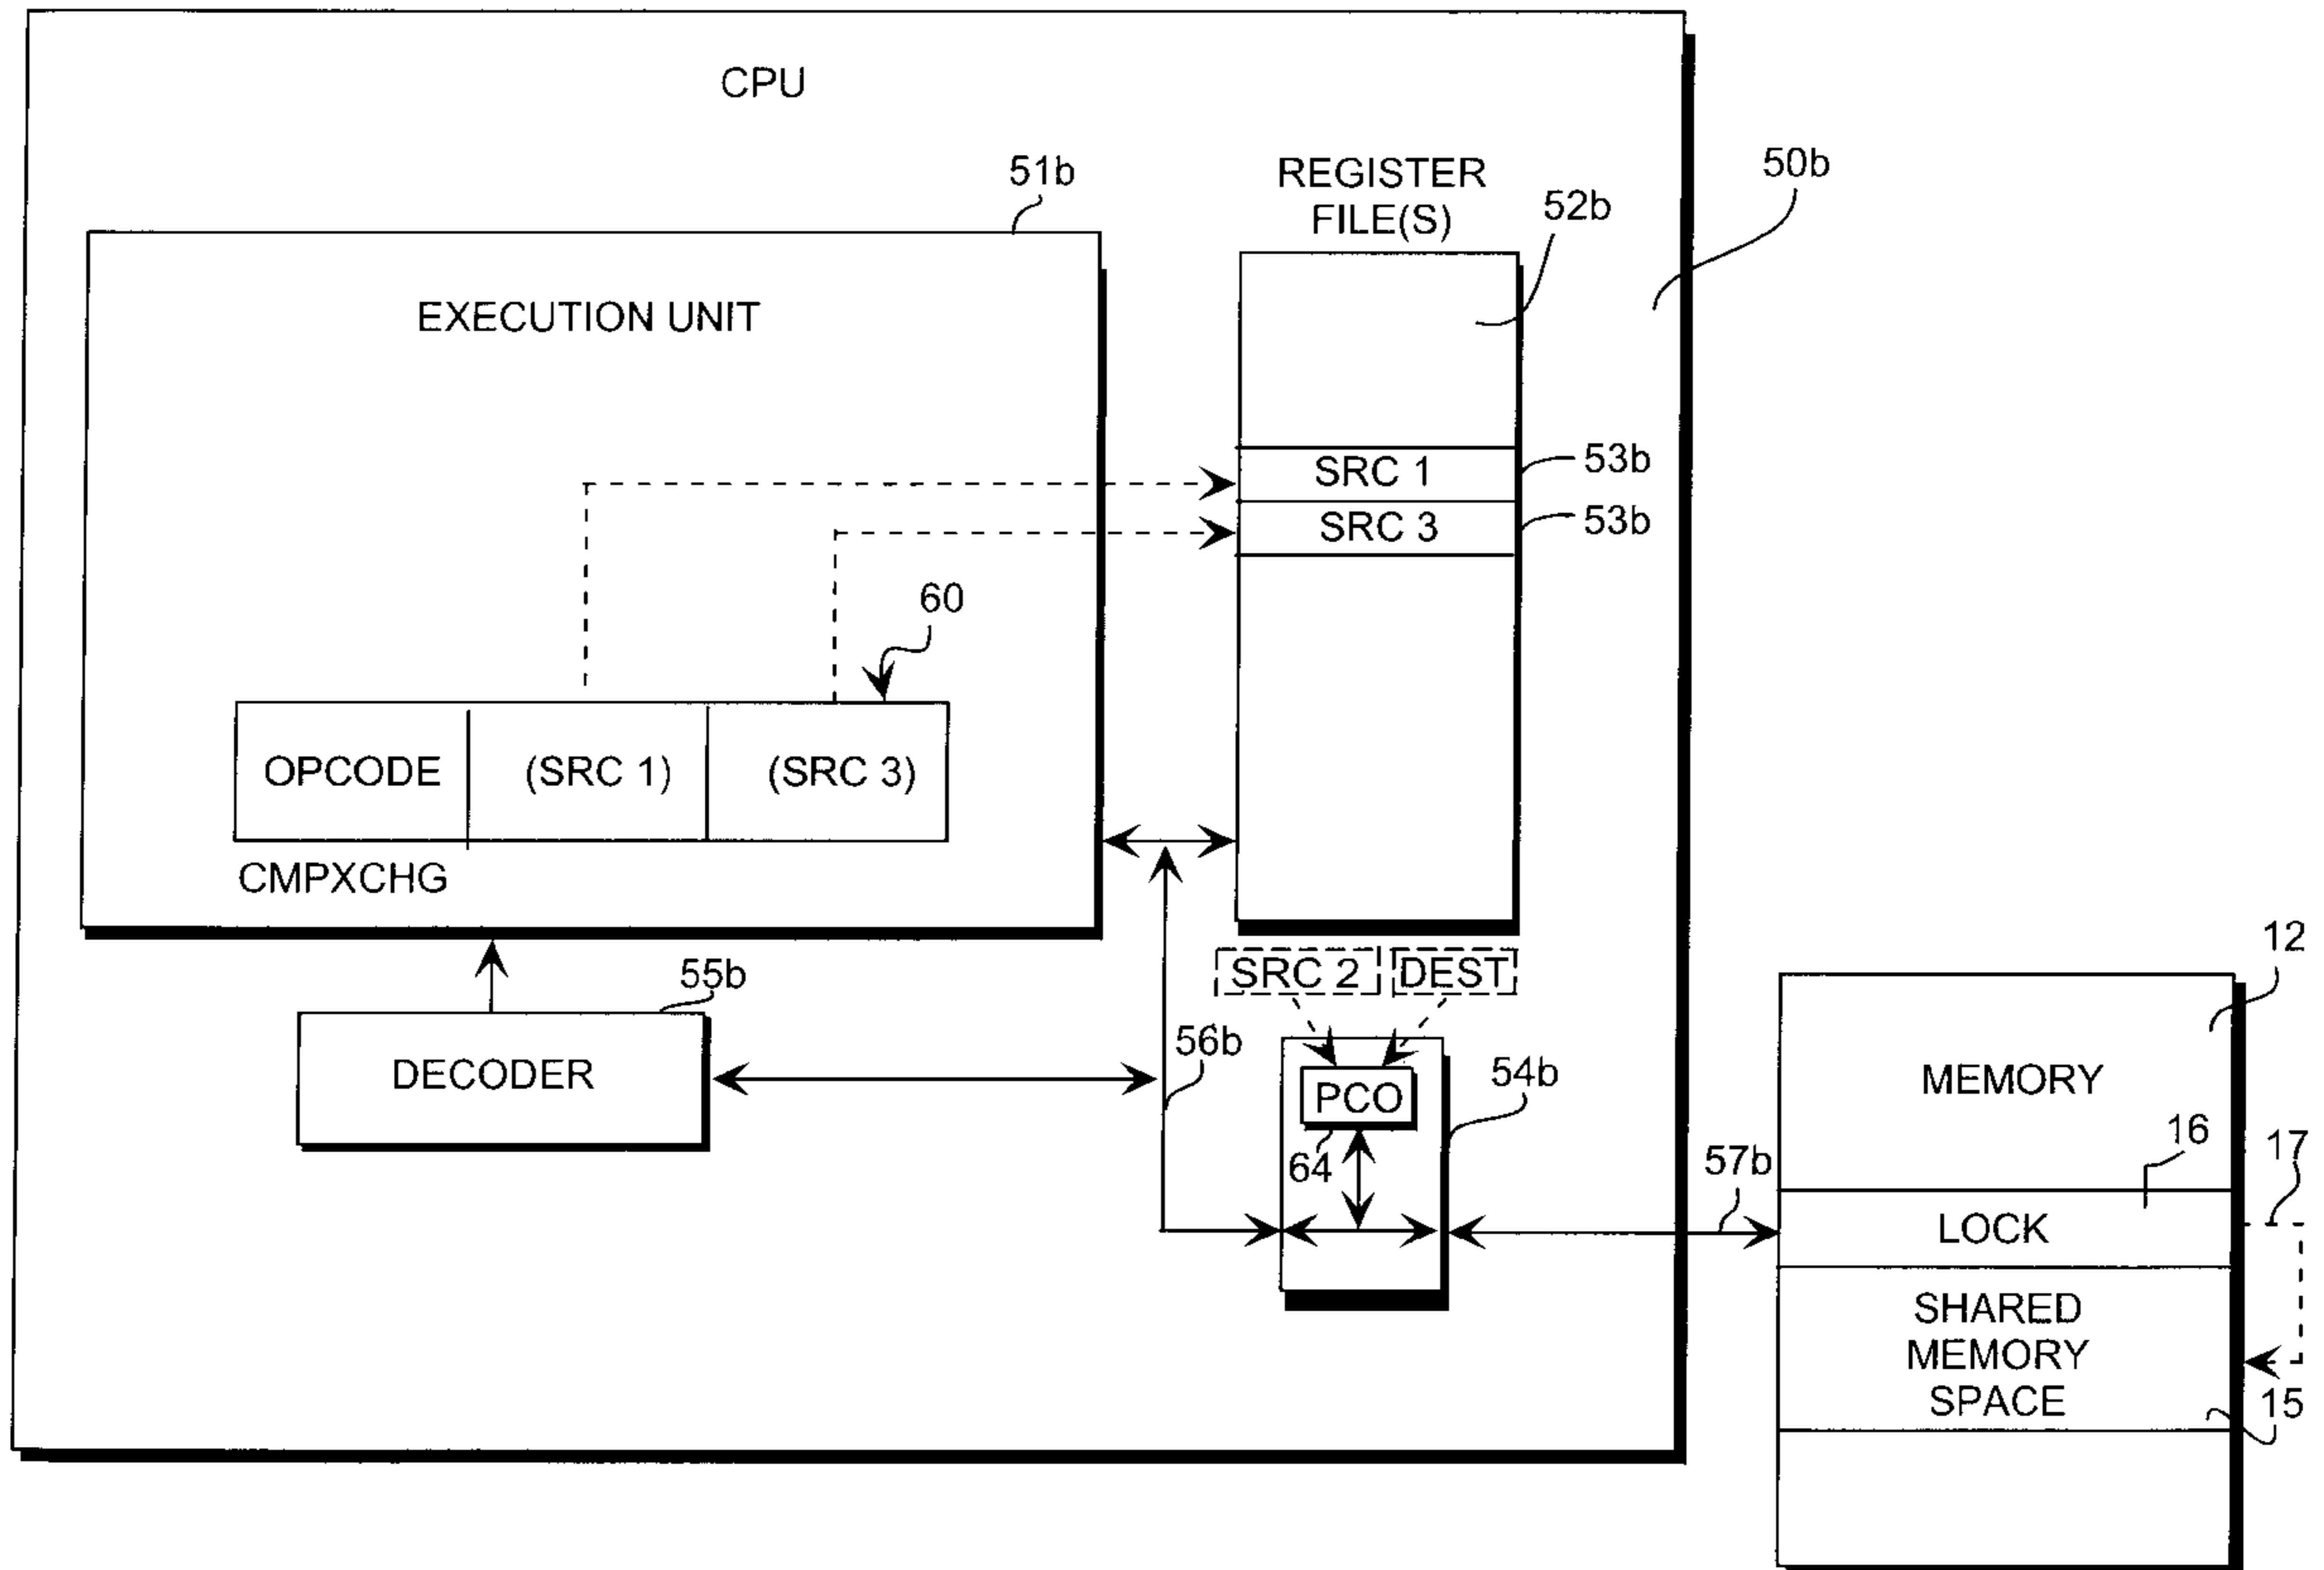 CPU
51b
REGISTER
FILE(S)
50b
52b
EXECUTION UNIT
SRC 1
53b
SRC 3
53b
60
OPCODE
(SRC 1)
(SRC 3)
CMPXCHG
SRC 2
DEST
12
55b
DECODER
56b
PCO
64
54b
MEMORY
16
17
57b
LOCK
SHARED
MEMORY
SPACE
15